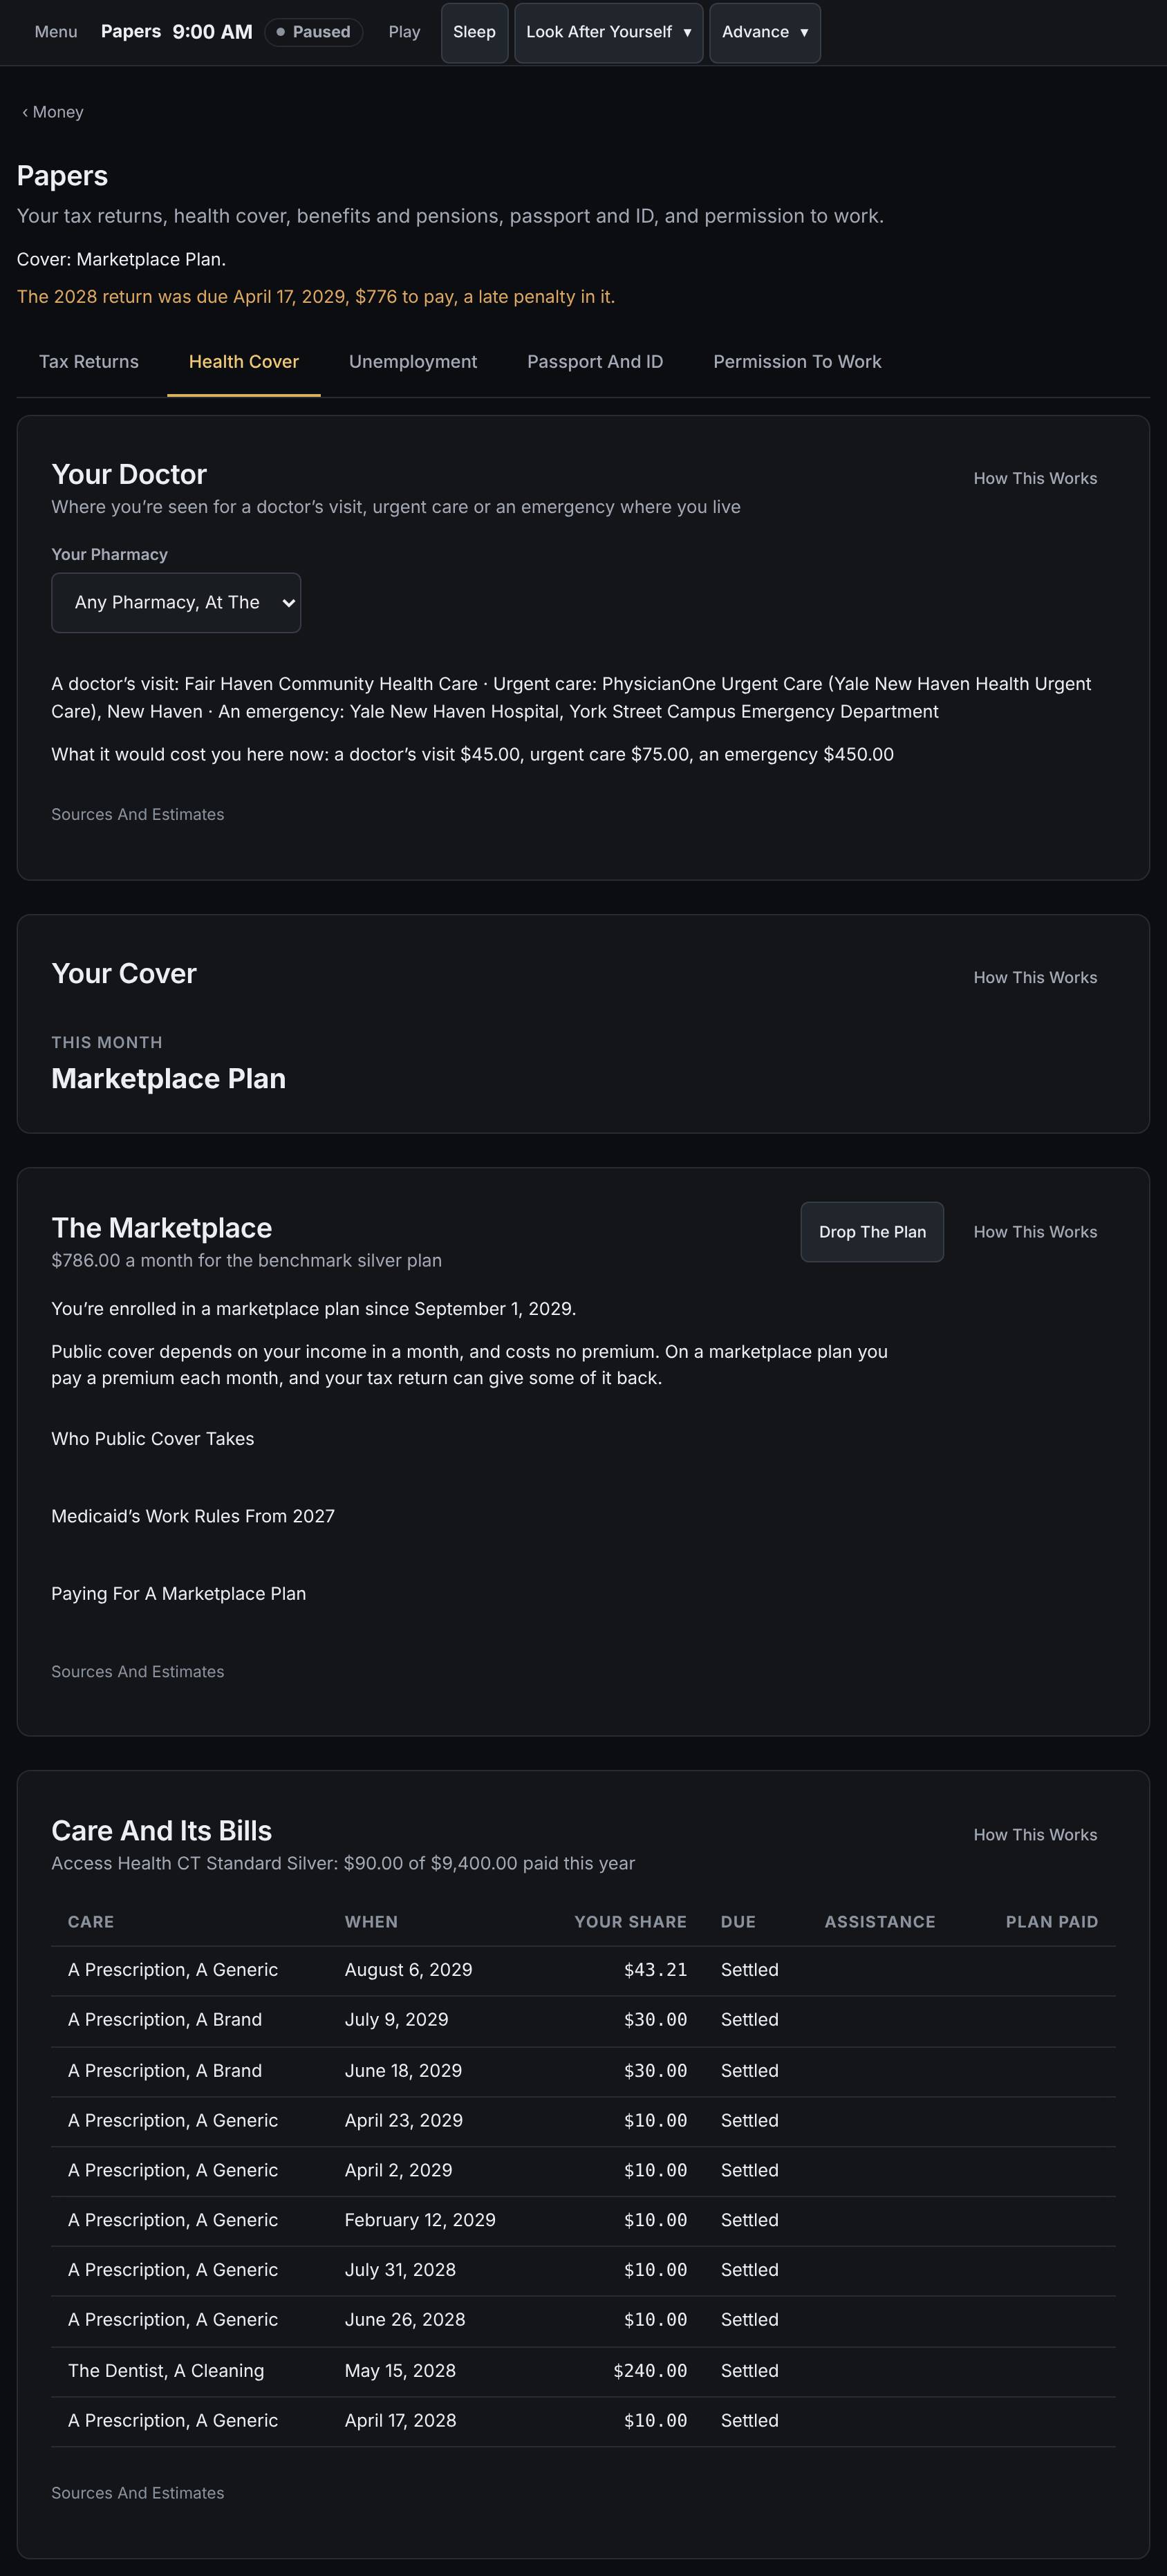 Menu Papers 9:00 AM Paused Play Sleep Look After Yourself ▾ Advance ▾
‹ Money
Papers
Your tax returns, health cover, benefits and pensions, passport and ID, and permission to work.
Cover: Marketplace Plan.
The 2028 return was due April 17, 2029, $776 to pay, a late penalty in it.
Tax Returns Health Cover Unemployment Passport And ID Permission To Work
Your Doctor How This Works
Where you’re seen for a doctor’s visit, urgent care or an emergency where you live
Your Pharmacy
Any Pharmacy, At The
A doctor’s visit: Fair Haven Community Health Care · Urgent care: PhysicianOne Urgent Care (Yale New Haven Health Urgent
Care), New Haven · An emergency: Yale New Haven Hospital, York Street Campus Emergency Department
What it would cost you here now: a doctor’s visit $45.00, urgent care $75.00, an emergency $450.00
Sources And Estimates
Your Cover How This Works
THIS MONTH
Marketplace Plan
The Marketplace Drop The Plan How This Works
$786.00 a month for the benchmark silver plan
You’re enrolled in a marketplace plan since September 1, 2029.
Public cover depends on your income in a month, and costs no premium. On a marketplace plan you
pay a premium each month, and your tax return can give some of it back.
Who Public Cover Takes
Medicaid’s Work Rules From 2027
Paying For A Marketplace Plan
Sources And Estimates
Care And Its Bills How This Works
Access Health CT Standard Silver: $90.00 of $9,400.00 paid this year
CARE WHEN YOUR SHARE DUE ASSISTANCE PLAN PAID
A Prescription, A Generic August 6, 2029 $43.21 Settled
A Prescription, A Brand July 9, 2029 $30.00 Settled
A Prescription, A Brand June 18, 2029 $30.00 Settled
A Prescription, A Generic April 23, 2029 $10.00 Settled
A Prescription, A Generic April 2, 2029 $10.00 Settled
A Prescription, A Generic February 12, 2029 $10.00 Settled
A Prescription, A Generic July 31, 2028 $10.00 Settled
A Prescription, A Generic June 26, 2028 $10.00 Settled
The Dentist, A Cleaning May 15, 2028 $240.00 Settled
A Prescription, A Generic April 17, 2028 $10.00 Settled
Sources And Estimates